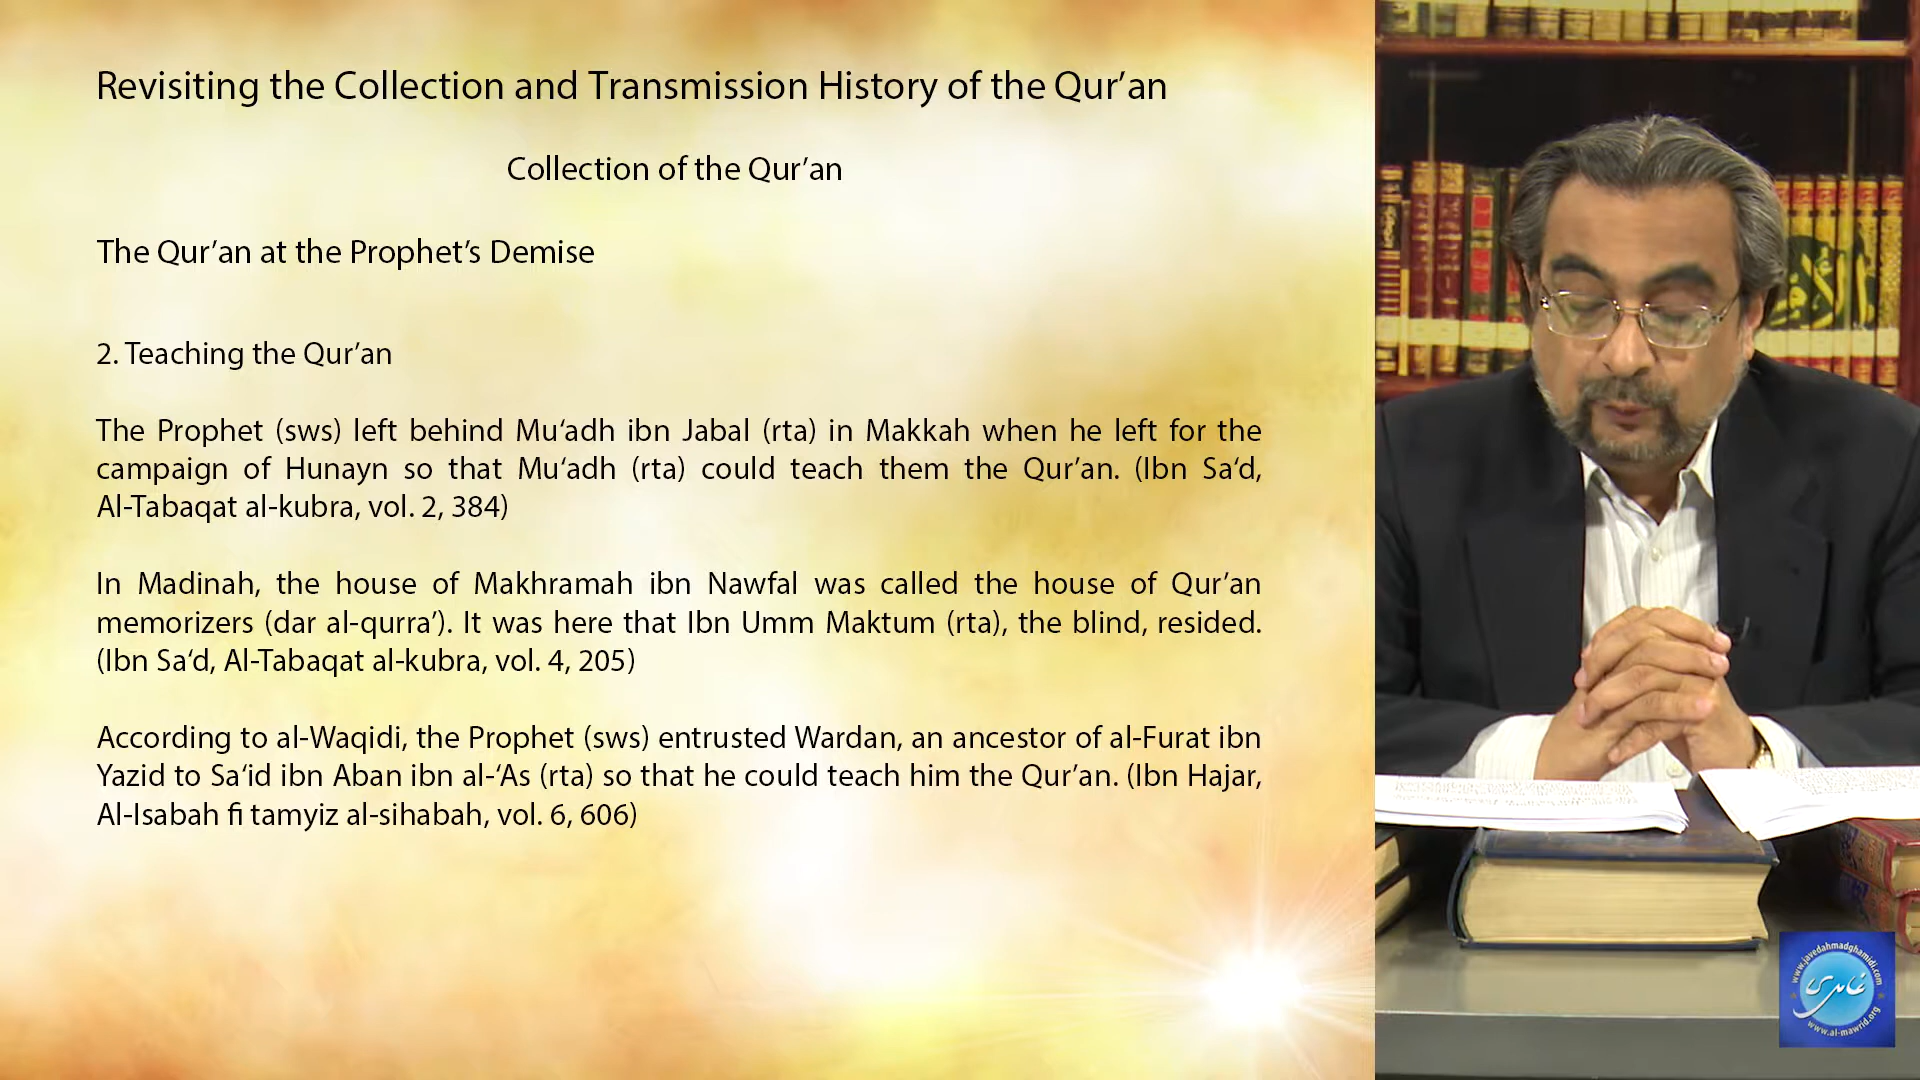 Revisiting the Collection and Transmission History of the Qur’an
Collection of the Qur’an
The Qur’an at the Prophet’s Demise
2. Teaching the Qur’an
The Prophet (sws) left behind Mu‘adh ibn Jabal (rta) in Makkah when he left for the
campaign of Hunayn so that Mu‘adh (rta) could teach them the Qur’an. (Ibn Sa‘d,
Al-Tabaqat al-kubra, vol. 2, 384)
In Madinah, the house of Makhramah ibn Nawfal was called the house of Qur’an
memorizers (dar al-qurra’). It was here that Ibn Umm Maktum (rta), the blind, resided.
(Ibn Sa‘d, Al-Tabaqat al-kubra, vol. 4, 205)
According to al-Waqidi, the Prophet (sws) entrusted Wardan, an ancestor of al-Furat ibn
Yazid to Sa‘id ibn Aban ibn al-‘As (rta) so that he could teach him the Qur’an. (Ibn Hajar,
Al-Isabah fi tamyiz al-sihabah, vol. 6, 606)
www.javedahmadghamidi.com
غامدی
www.al-mawrid.org